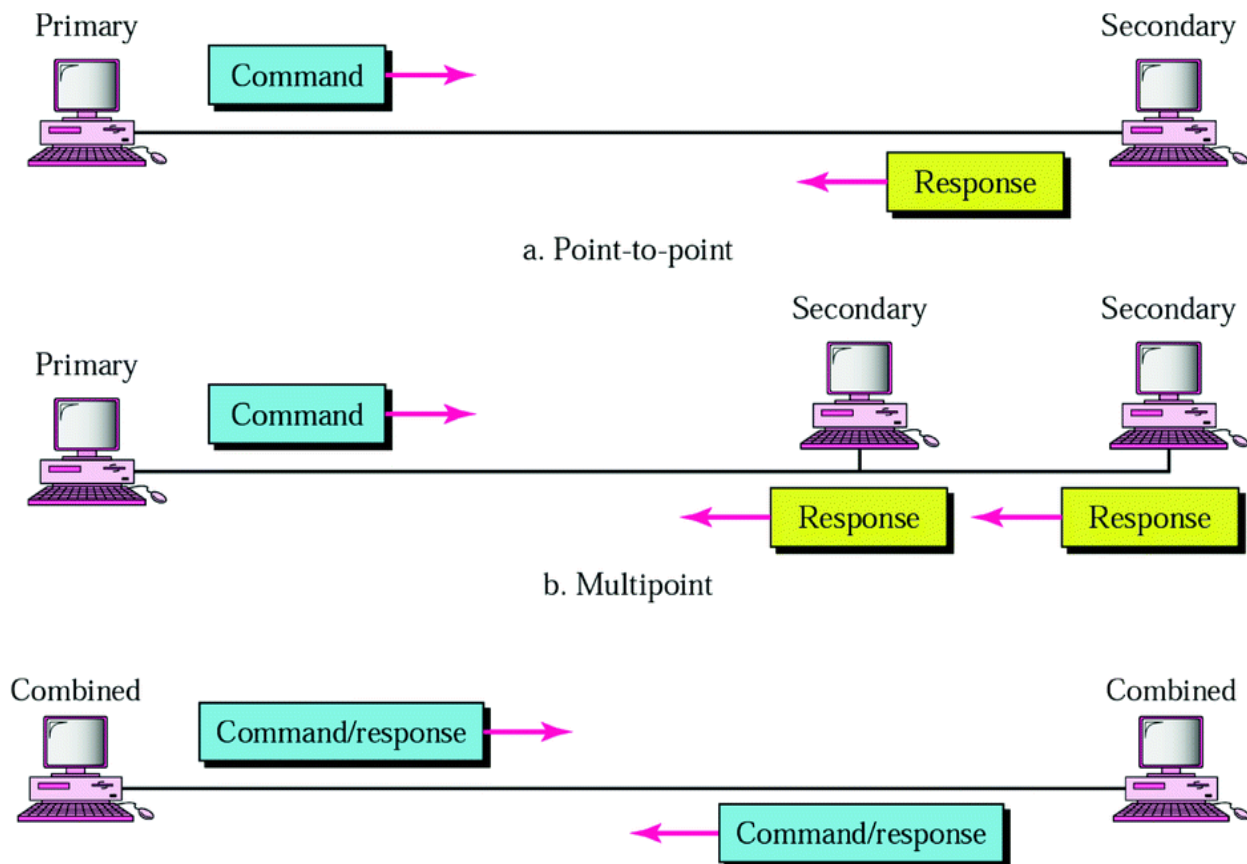 Primary
Secondary
Command
Response
a. Point-to-point
Secondary
Secondary
Primary
Command
Response
Response
b. Multipoint
Combined
Combined
Command/response
Command/response